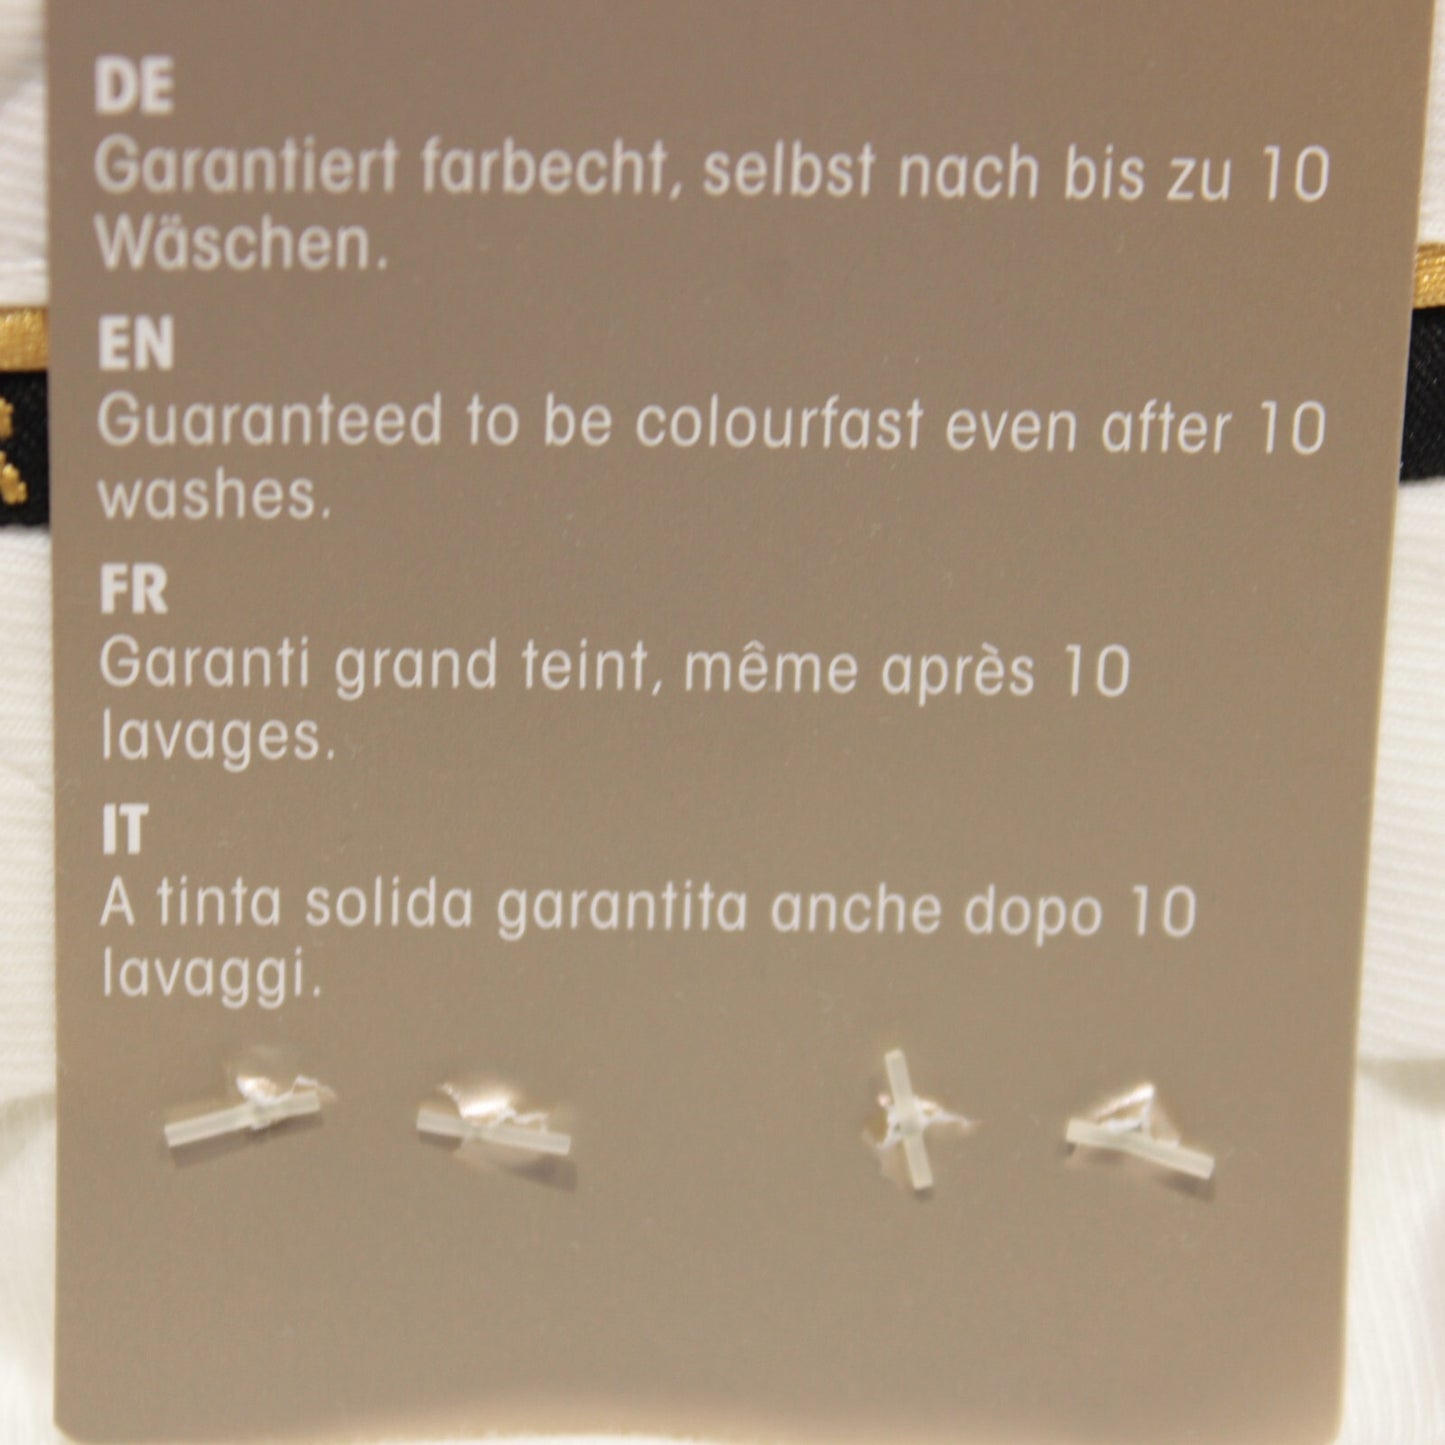 DE
Garantiert farbecht, selbst nach bis zu 10
Wäschen.
EN
Guaranteed to be colourfast even after 10
washes.
FR
Garanti grand teint, même après 10
lavages.
IT
A tinta solida garantita anche dopo 10
lavaggi.